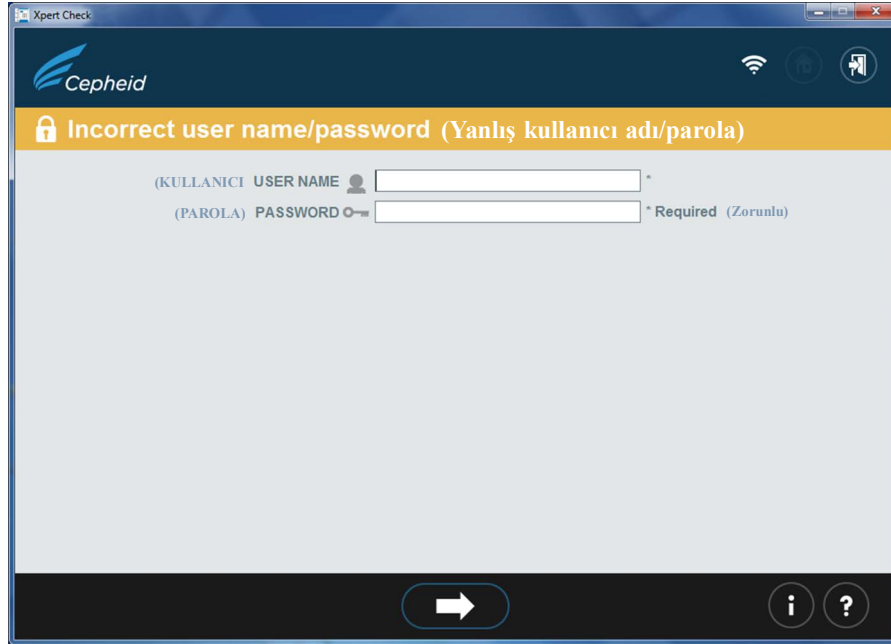 Xpert Check
Cepheid
Incorrect user name/password (Yanlış kullanıcı adı/parola)
(KULLANICI USER NAME *
(PAROLA) PASSWORD * Required (Zorunlu)
i ?